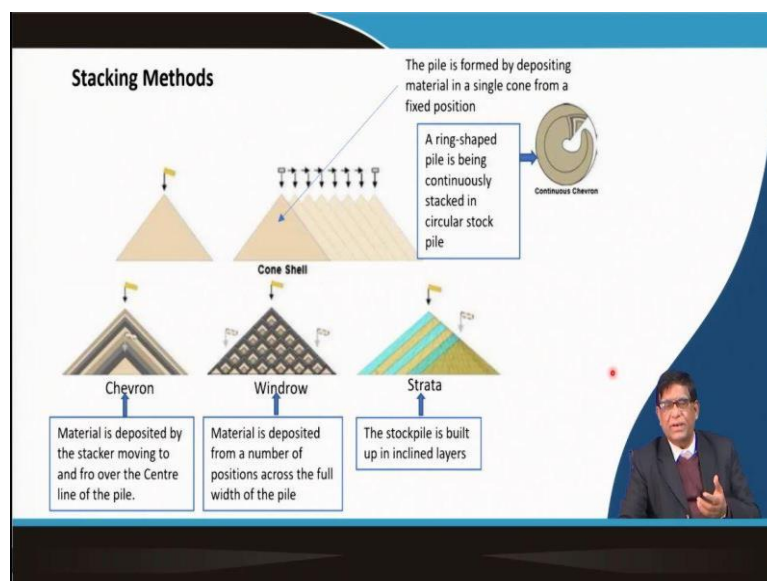 Stacking Methods
The pile is formed by depositing
material in a single cone from a
fixed position
A ring-shaped
pile is being
continuously
stacked in
circular stock
pile
Continuous Chevron
Cone Shell
Chevron
Windrow
Strata
Material is deposited by
the stacker moving to
and fro over the Centre
line of the pile.
Material is deposited
from a number of
positions across the full
width of the pile
The stockpile is built
up in inclined layers